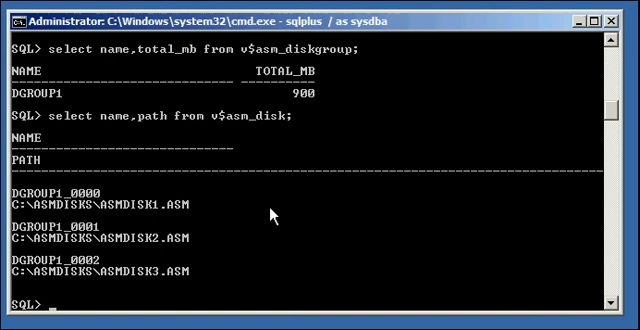 Administrator: C:\Windows\system32\cmd.exe - sqlplus / as sysdba
SQL> select name,total_mb from v$asm_diskgroup;
NAME TOTAL_MB
------------------------------ ----------
DGROUP1 900
SQL> select name,path from v$asm_disk;
NAME
------------------------------
PATH
--------------------------------------------------------------------------------
DGROUP1_0000
C:\ASMDISKS\ASMDISK1.ASM
DGROUP1_0001
C:\ASMDISKS\ASMDISK2.ASM
DGROUP1_0002
C:\ASMDISKS\ASMDISK3.ASM
SQL> _